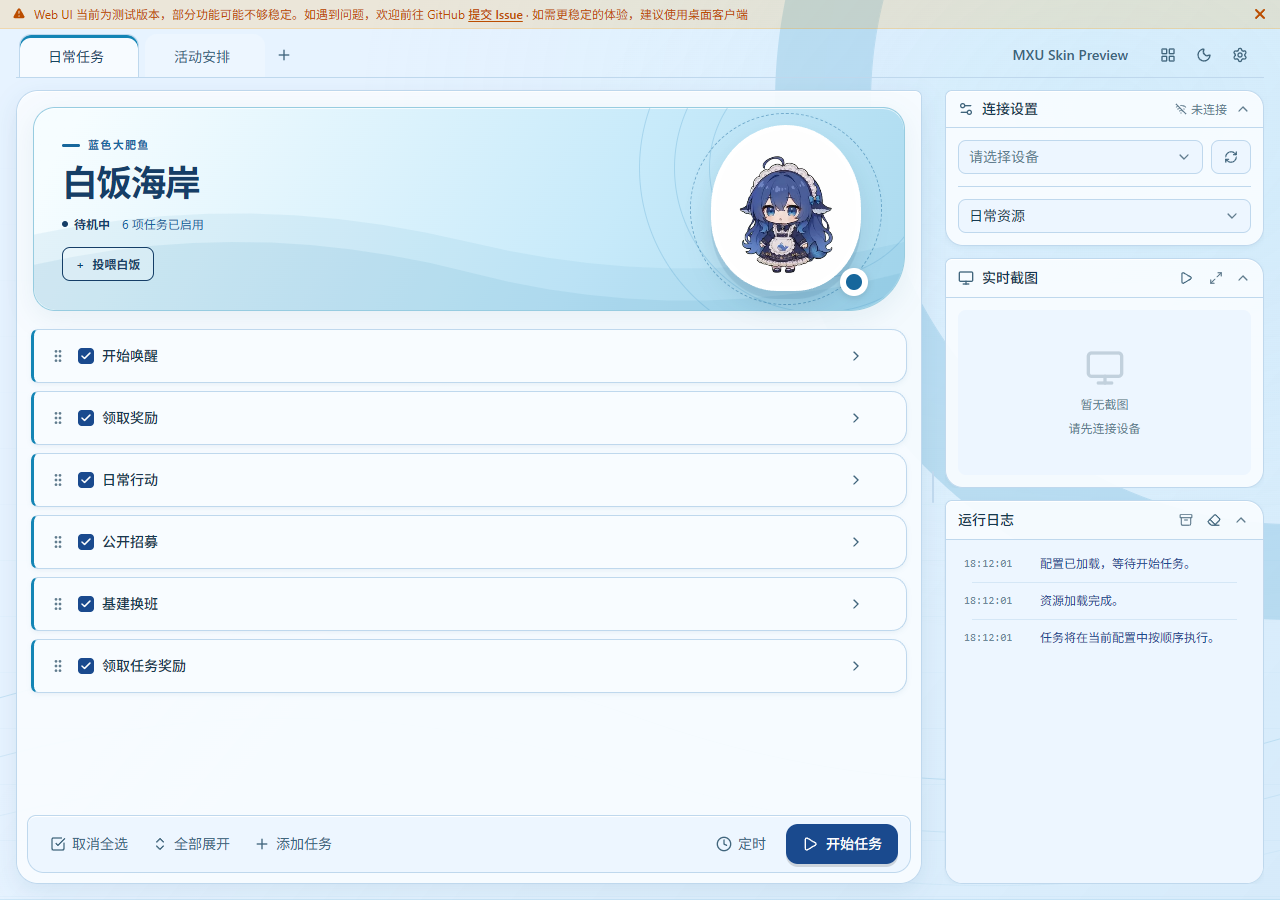 Web UI 当前为测试版本，部分功能可能不够稳定。如遇到问题，欢迎前往 GitHub 提交 Issue · 如需更稳定的体验，建议使用桌面客户端
日常任务
活动安排
MXU Skin Preview
蓝色大肥鱼
白饭海岸
待机中 6 项任务已启用
+ 投喂白饭
开始唤醒
领取奖励
日常行动
公开招募
基建换班
领取任务奖励
取消全选
全部展开
添加任务
定时
开始任务
连接设置
未连接
请选择设备
日常资源
实时截图
暂无截图
请先连接设备
运行日志
18:12:01 配置已加载，等待开始任务。
18:12:01 资源加载完成。
18:12:01 任务将在当前配置中按顺序执行。